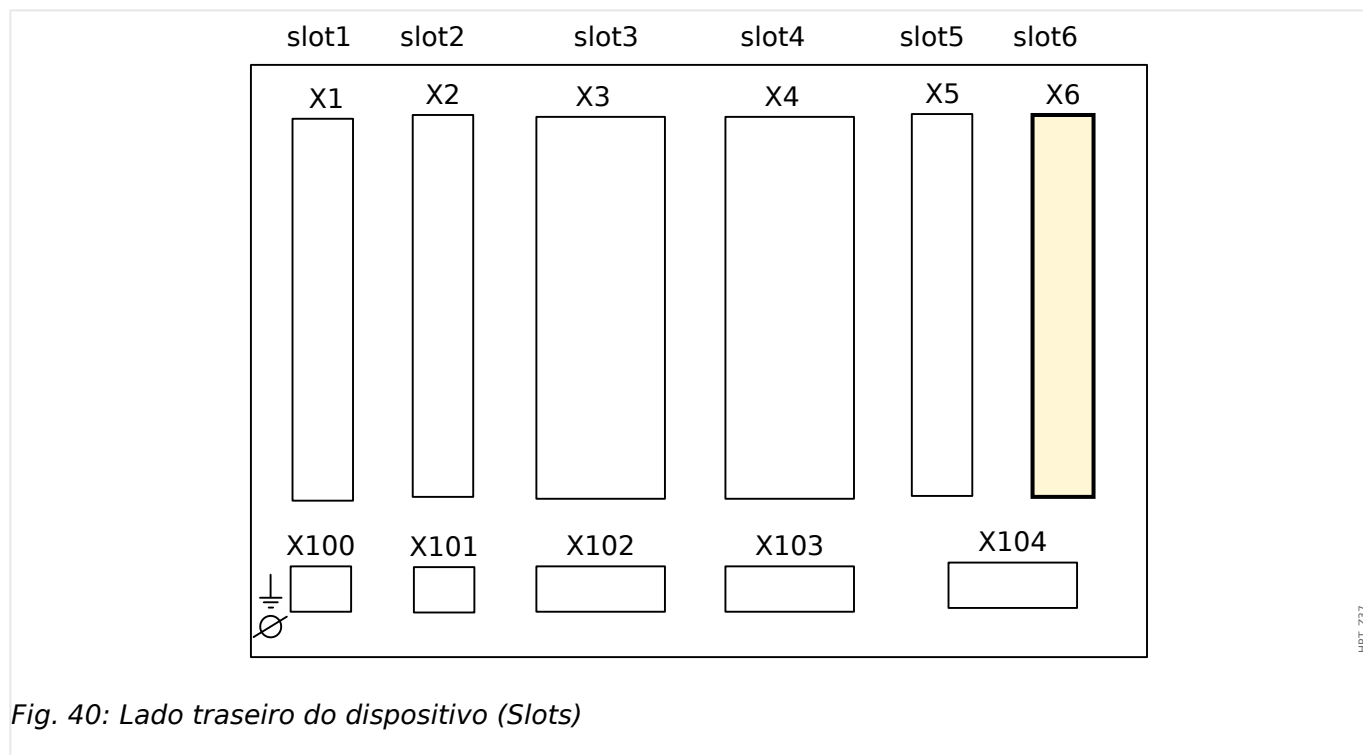 slot1 slot2 slot3 slot4 slot5 slot6
X1 X2 X3 X4 X5 X6
X100 X101 X102 X103 X104
Fig. 40: Lado traseiro do dispositivo (Slots)